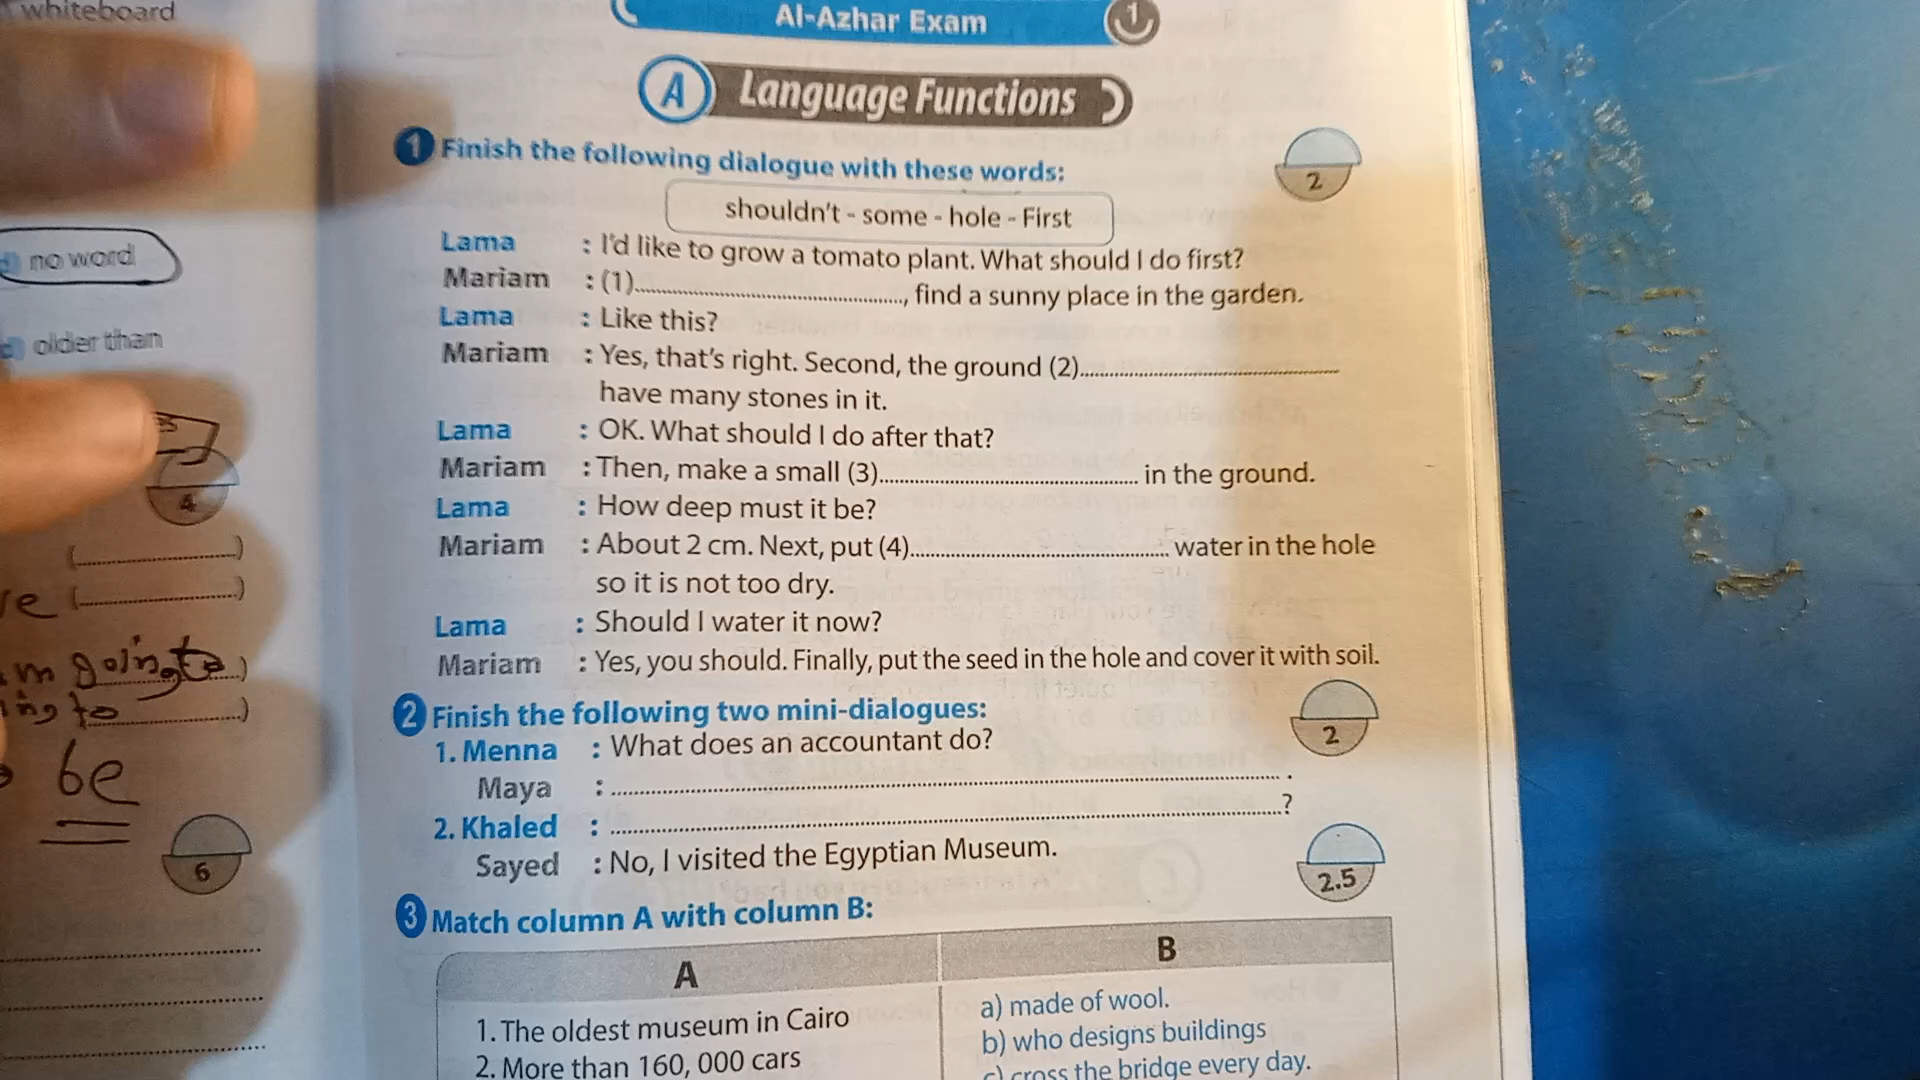 whiteboard
no word
older than
4
(....................)
(....................)
be
6
Al-Azhar Exam
1
A Language Functions
1 Finish the following dialogue with these words:
2
shouldn't - some - hole - First
Lama : I'd like to grow a tomato plant. What should I do first?
Mariam : (1)...................., find a sunny place in the garden.
Lama : Like this?
Mariam : Yes, that's right. Second, the ground (2)....................
have many stones in it.
Lama : OK. What should I do after that?
Mariam : Then, make a small (3).................... in the ground.
Lama : How deep must it be?
Mariam : About 2 cm. Next, put (4).................... water in the hole
so it is not too dry.
Lama : Should I water it now?
Mariam : Yes, you should. Finally, put the seed in the hole and cover it with soil.
2 Finish the following two mini-dialogues:
2
1. Menna : What does an accountant do?
Maya : .....................
2. Khaled : ....................?
Sayed : No, I visited the Egyptian Museum.
2.5
3 Match column A with column B:
A B
1. The oldest museum in Cairo
2. More than 160, 000 cars
a) made of wool.
b) who designs buildings
c) cross the bridge every day.